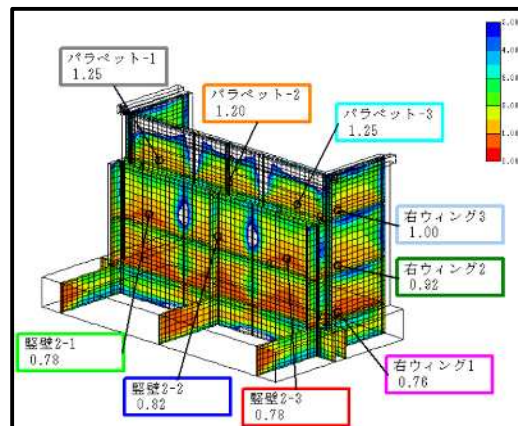 パラペット-1
1.25
パラペット-2
1.20
パラペット-3
1.25
右ウィング3
1.00
右ウィング2
0.92
右ウィング1
0.76
竪壁2-1
0.78
竪壁2-2
0.82
竪壁2-3
0.78